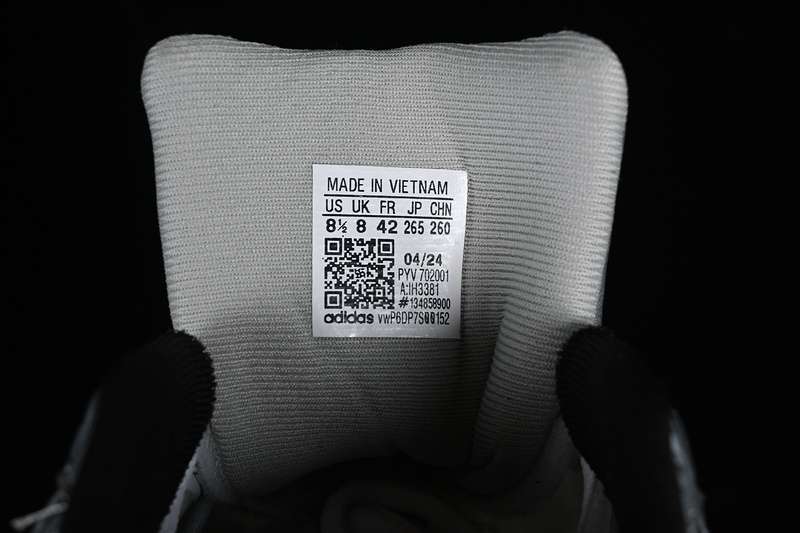 MADE IN VIETNAM
US UK FR JP CHN
8½ 8 42 265 260
04/24
PYV 702001
A:IH3381
#134858900
adidas vwP6DP7S00152